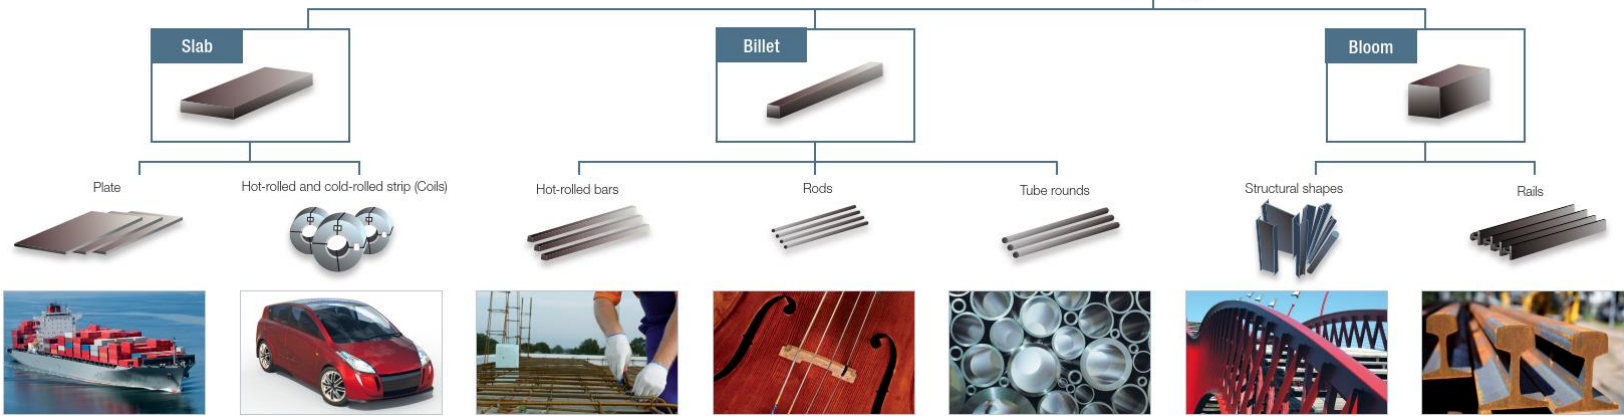 Slab
Billet
Bloom
Plate
Hot-rolled and cold-rolled strip (Coils)
Hot-rolled bars
Rods
Tube rounds
Structural shapes
Rails